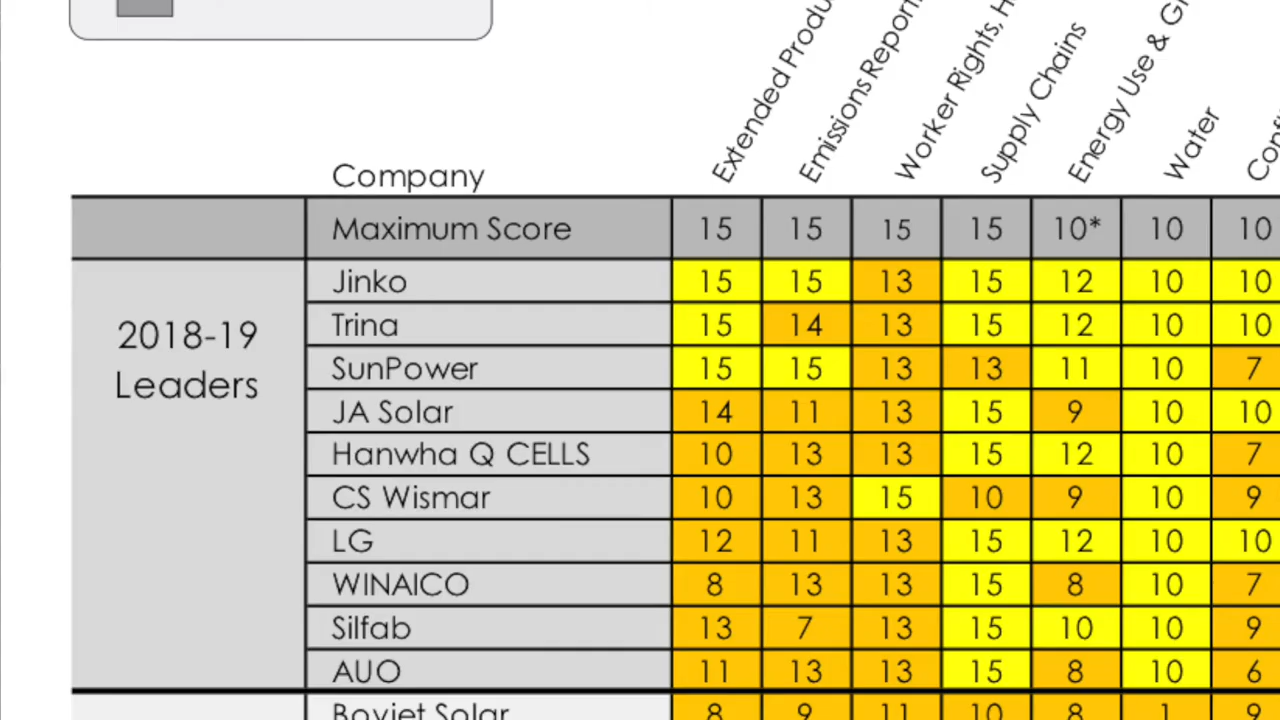 Extended
Emissions
Worker Rights,
Supply Chains
Energy Use &
Water
Company
Maximum Score 15 15 15 15 10* 10 10
2018-19
Leaders
Jinko 15 15 13 15 12 10 10
Trina 15 14 13 15 12 10 10
SunPower 15 15 13 13 11 10 7
JA Solar 14 11 13 15 9 10 10
Hanwha Q CELLS 10 13 13 15 12 10 7
CS Wismar 10 13 15 10 9 10 9
LG 12 11 13 15 12 10 10
WINAICO 8 13 13 15 8 10 7
Silfab 13 7 13 15 10 10 9
AUO 11 13 13 15 8 10 6
Boviet Solar 8 9 11 10 8 1 9